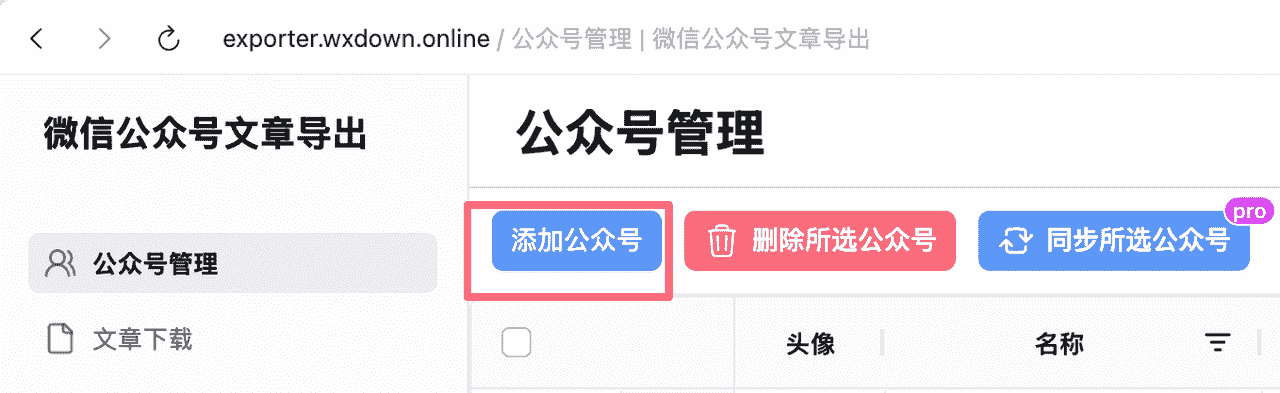 exporter.wxdown.online / 公众号管理 | 微信公众号文章导出
微信公众号文章导出
公众号管理
文章下载
公众号管理
添加公众号
删除所选公众号
同步所选公众号
pro
头像
名称